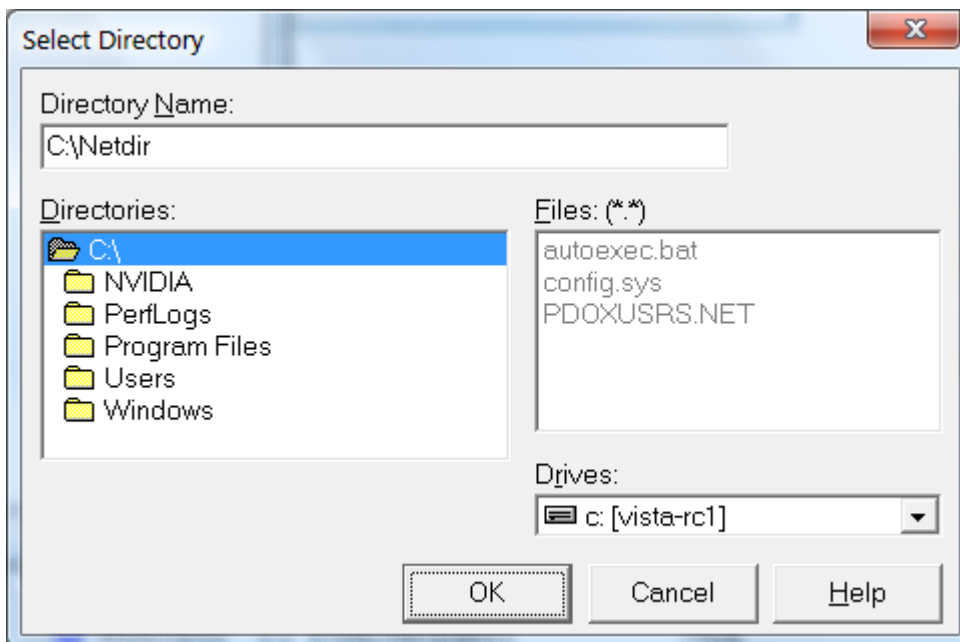 Select Directory
Directory Name:
C:\Netdir
Directories:
C:\
NVIDIA
PerfLogs
Program Files
Users
Windows
Files: (*.*)
autoexec.bat
config.sys
PDOXUSRS.NET
Drives:
c: [vista-rc1]
OK
Cancel
Help